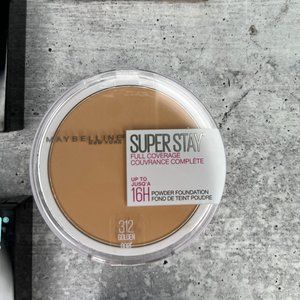 MAYBELLINE
NEW YORK
SUPER STAY
FULL COVERAGE
COUVRANCE COMPLÈTE
UP TO
JUSQU'À
16H POWDER FOUNDATION
FOND DE TEINT POUDRE
312
GOLDEN